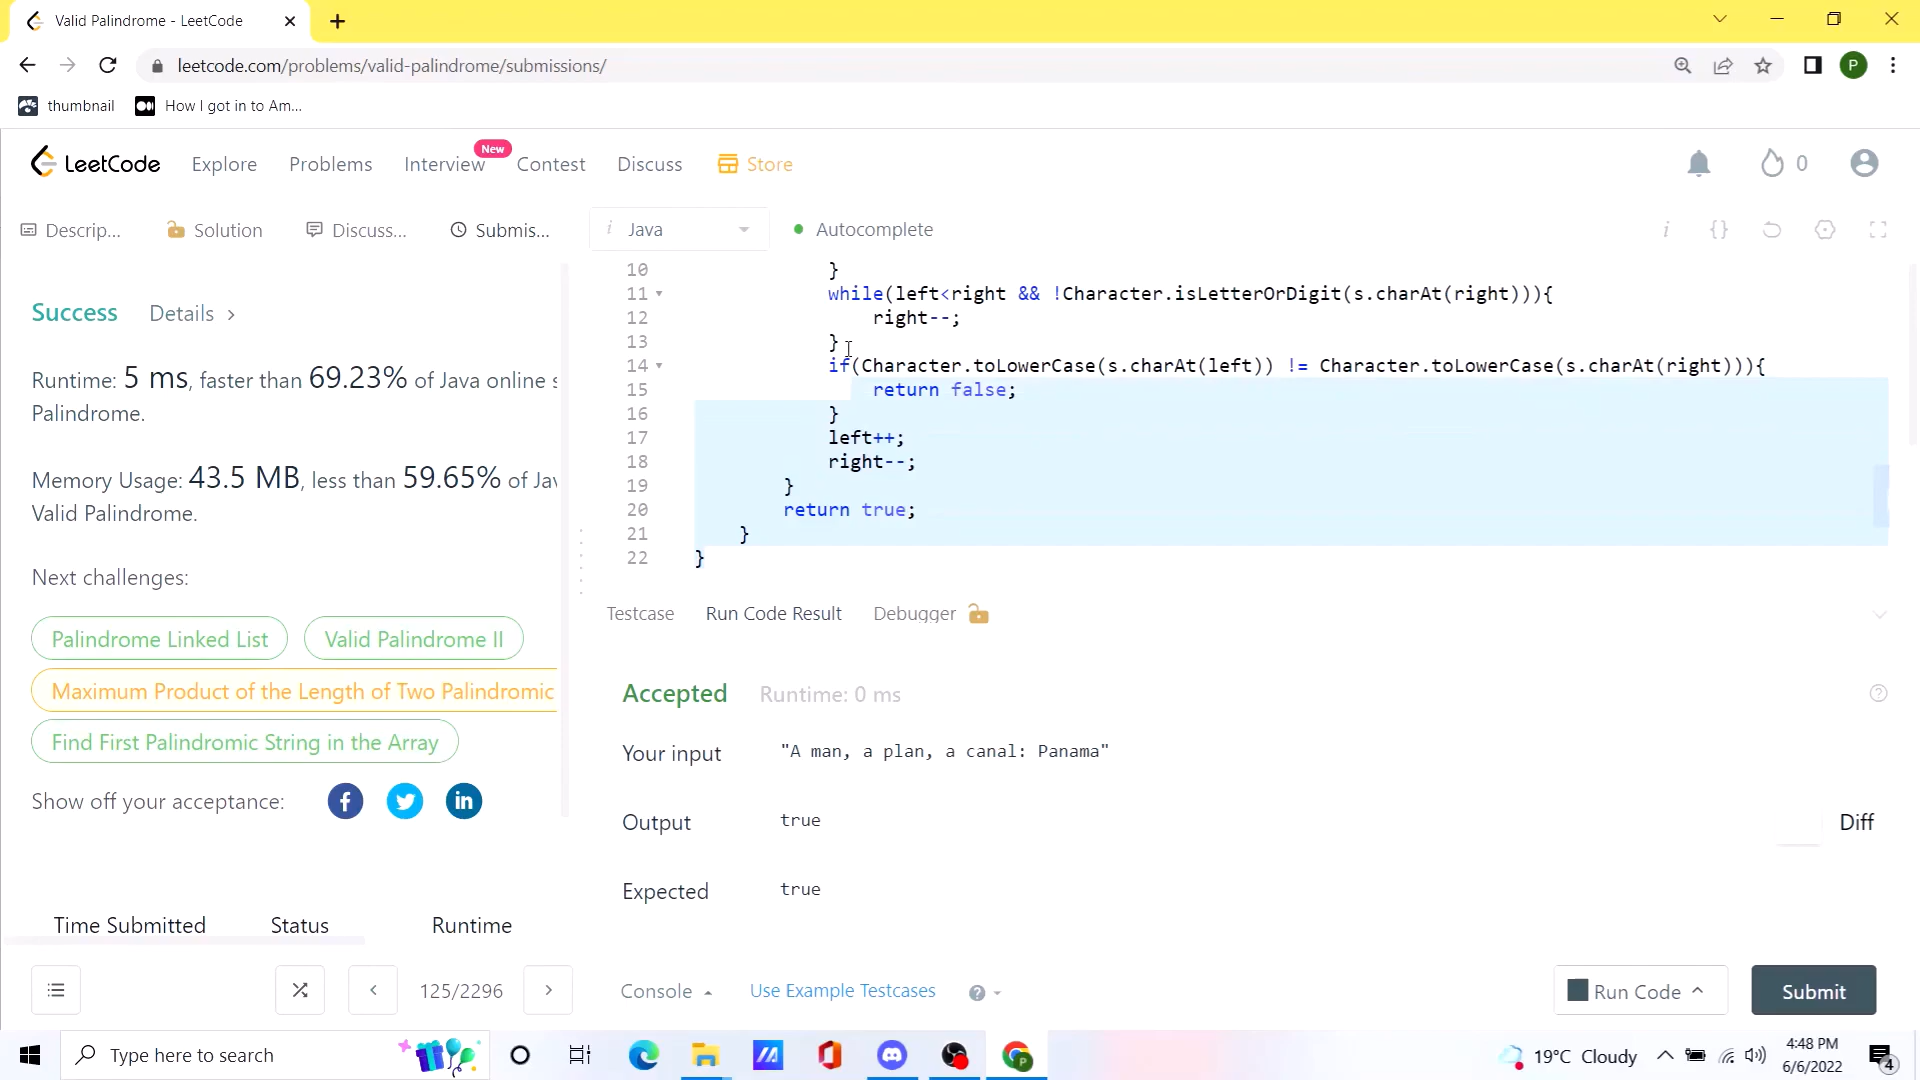 Valid Palindrome - LeetCode
leetcode.com/problems/valid-palindrome/submissions/
P
thumbnail
How I got in to Am...
LeetCode
Explore
Problems
Interview
New
Contest
Discuss
Store
0
Descrip...
Solution
Discuss...
Submis...
i Java
Autocomplete
i {}
Success
Details >
Runtime: 5 ms, faster than 69.23% of Java online s
Palindrome.
Memory Usage: 43.5 MB, less than 59.65% of Jav
Valid Palindrome.
Next challenges:
Palindrome Linked List
Valid Palindrome II
Maximum Product of the Length of Two Palindromic
Find First Palindromic String in the Array
Show off your acceptance:
Time Submitted
Status
Runtime
125/2296
10 }
11 while(left<right && !Character.isLetterOrDigit(s.charAt(right))){
12 right--;
13 }
14 if(Character.toLowerCase(s.charAt(left)) != Character.toLowerCase(s.charAt(right))){
15 return false;
16 }
17 left++;
18 right--;
19 }
20 return true;
21 }
22 }
Testcase
Run Code Result
Debugger
Accepted
Runtime: 0 ms
Your input
"A man, a plan, a canal: Panama"
Output
true
Diff
Expected
true
Console
Use Example Testcases
Run Code
Submit
Type here to search
19°C Cloudy
4:48 PM
6/6/2022
4